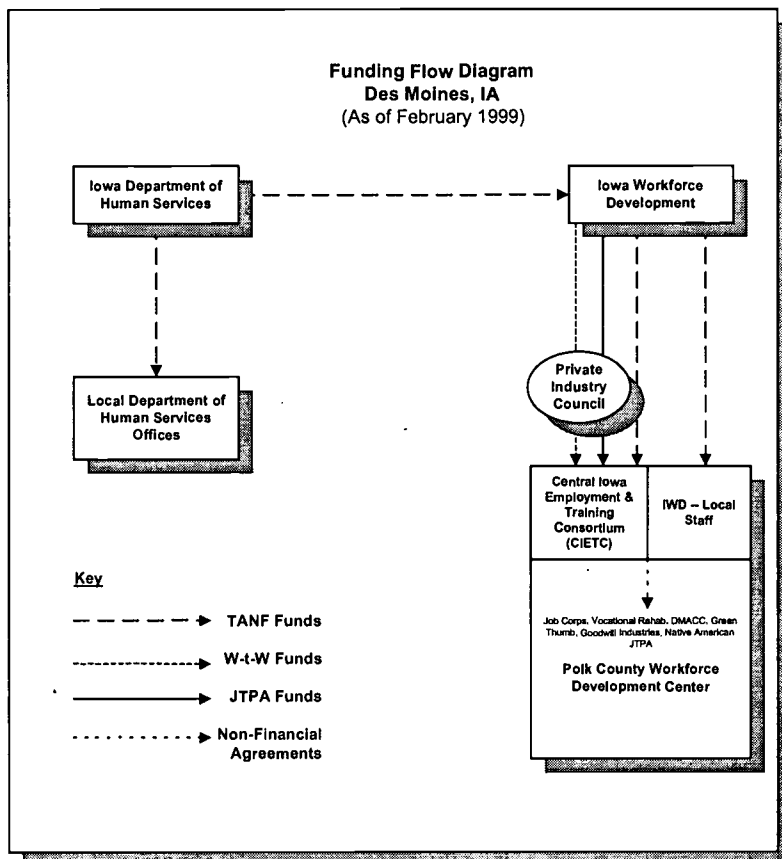 Funding Flow Diagram
Des Moines, IA
(As of February 1999)
Iowa Department of
Human Services
Iowa Workforce
Development
Private
Industry
Council
Local Department of
Human Services
Offices
Central Iowa
Employment &
Training
Consortium
(CIETC)
IWD – Local
Staff
Key
TANF Funds
W-t-W Funds
JTPA Funds
Non-Financial
Agreements
Job Corps, Vocational Rehab, DMACC, Green
Thumb, Goodwill Industries, Native American
JTPA
Polk County Workforce
Development Center